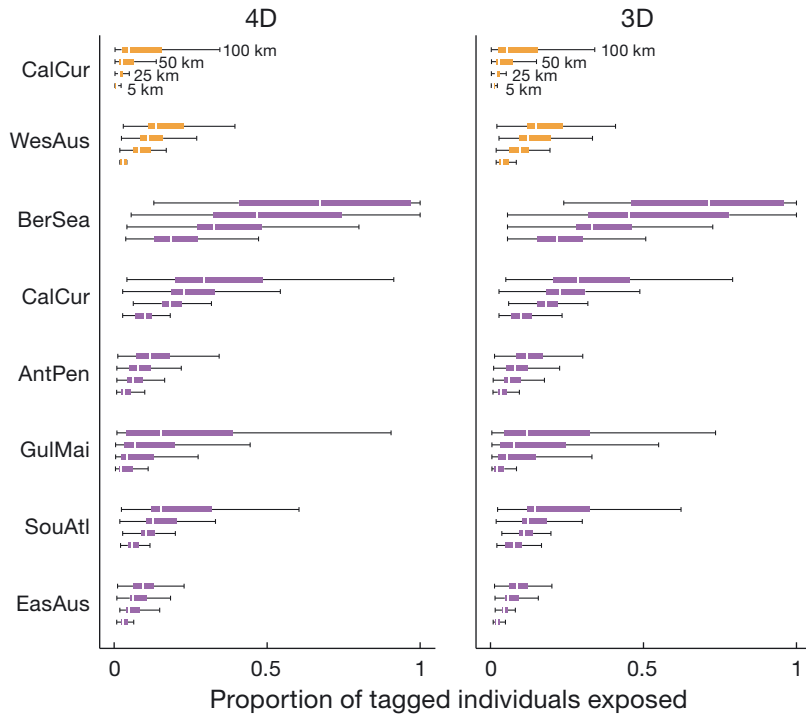 4D
3D
CalCur
100 km
50 km
25 km
5 km
100 km
50 km
25 km
5 km
WesAus
BerSea
CalCur
AntPen
GulMai
SouAtl
EasAus
0 0.5 1
0 0.5 1
Proportion of tagged individuals exposed